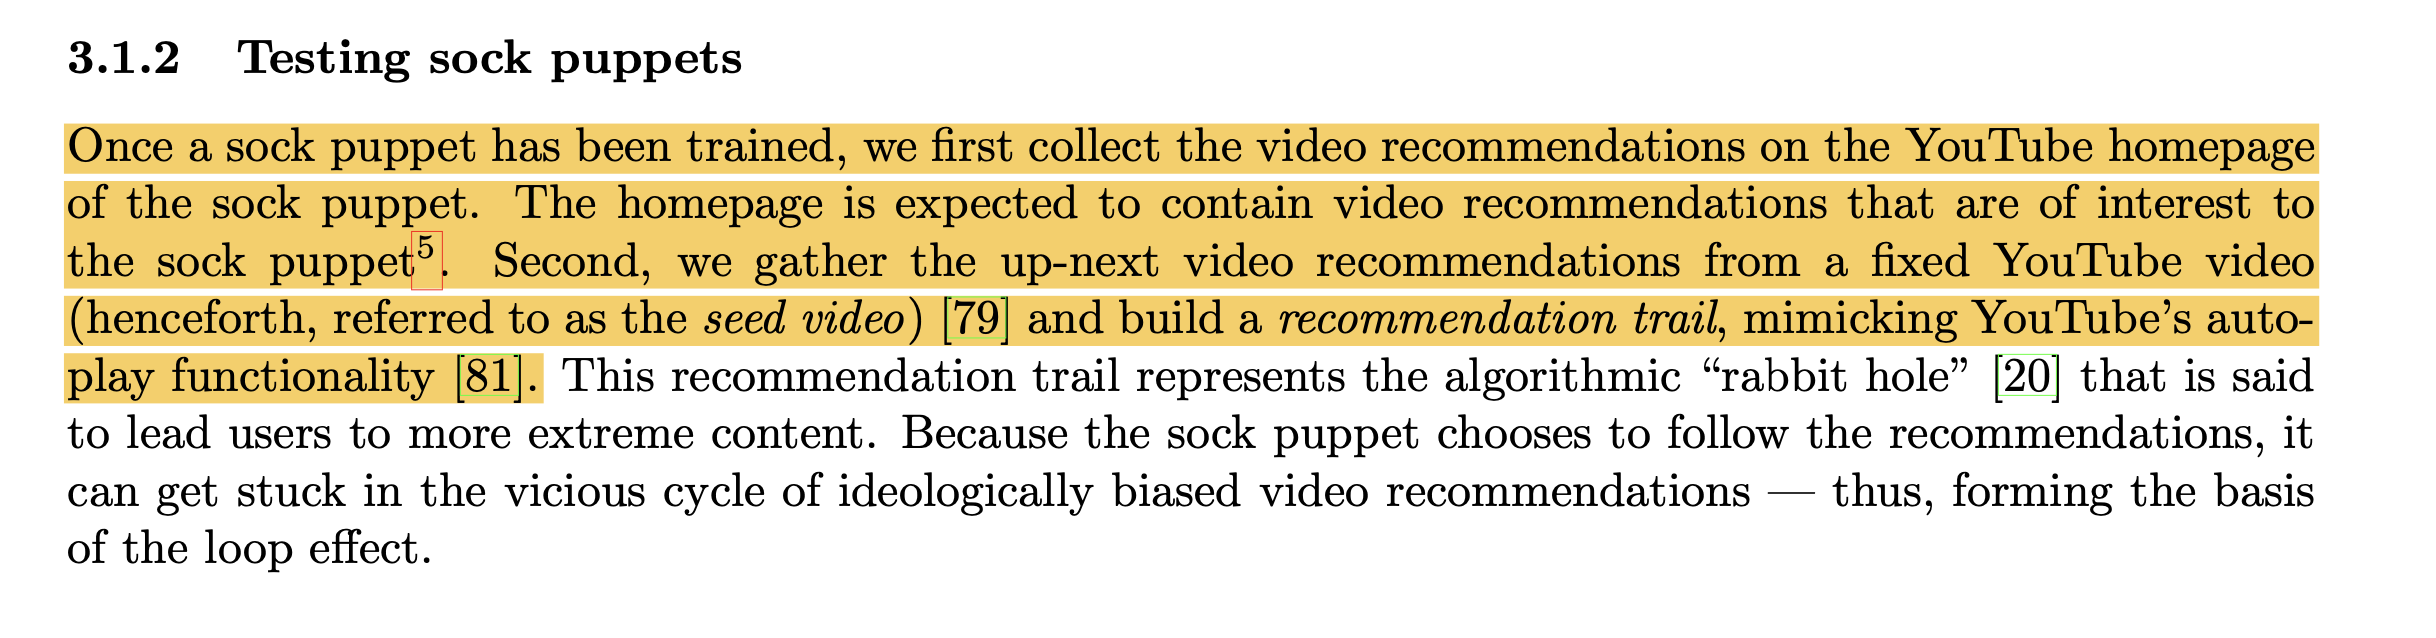 3.1.2 Testing sock puppets
Once a sock puppet has been trained, we first collect the video recommendations on the YouTube homepage
of the sock puppet. The homepage is expected to contain video recommendations that are of interest to
the sock puppet5. Second, we gather the up-next video recommendations from a fixed YouTube video
(henceforth, referred to as the seed video) [79] and build a recommendation trail, mimicking YouTube’s auto-
play functionality [81]. This recommendation trail represents the algorithmic “rabbit hole” [20] that is said
to lead users to more extreme content. Because the sock puppet chooses to follow the recommendations, it
can get stuck in the vicious cycle of ideologically biased video recommendations — thus, forming the basis
of the loop effect.